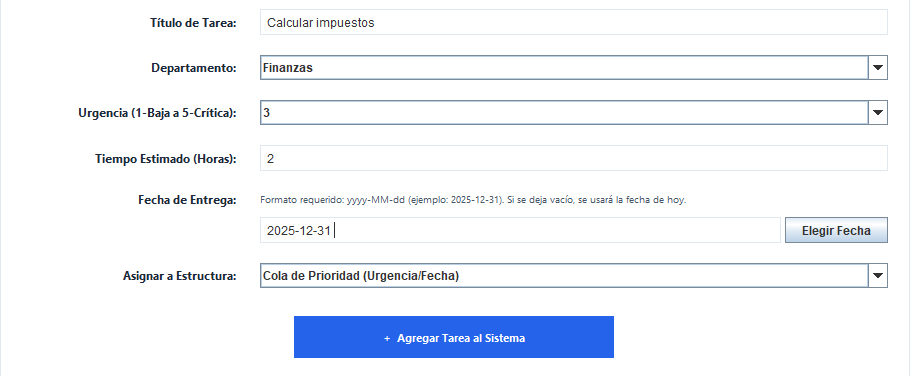 Título de Tarea: Calcular impuestos
Departamento: Finanzas
Urgencia (1-Baja a 5-Crítica): 3
Tiempo Estimado (Horas): 2
Fecha de Entrega: Formato requerido: yyyy-MM-dd (ejemplo: 2025-12-31). Si se deja vacío, se usará la fecha de hoy.
2025-12-31 Elegir Fecha
Asignar a Estructura: Cola de Prioridad (Urgencia/Fecha)
+ Agregar Tarea al Sistema